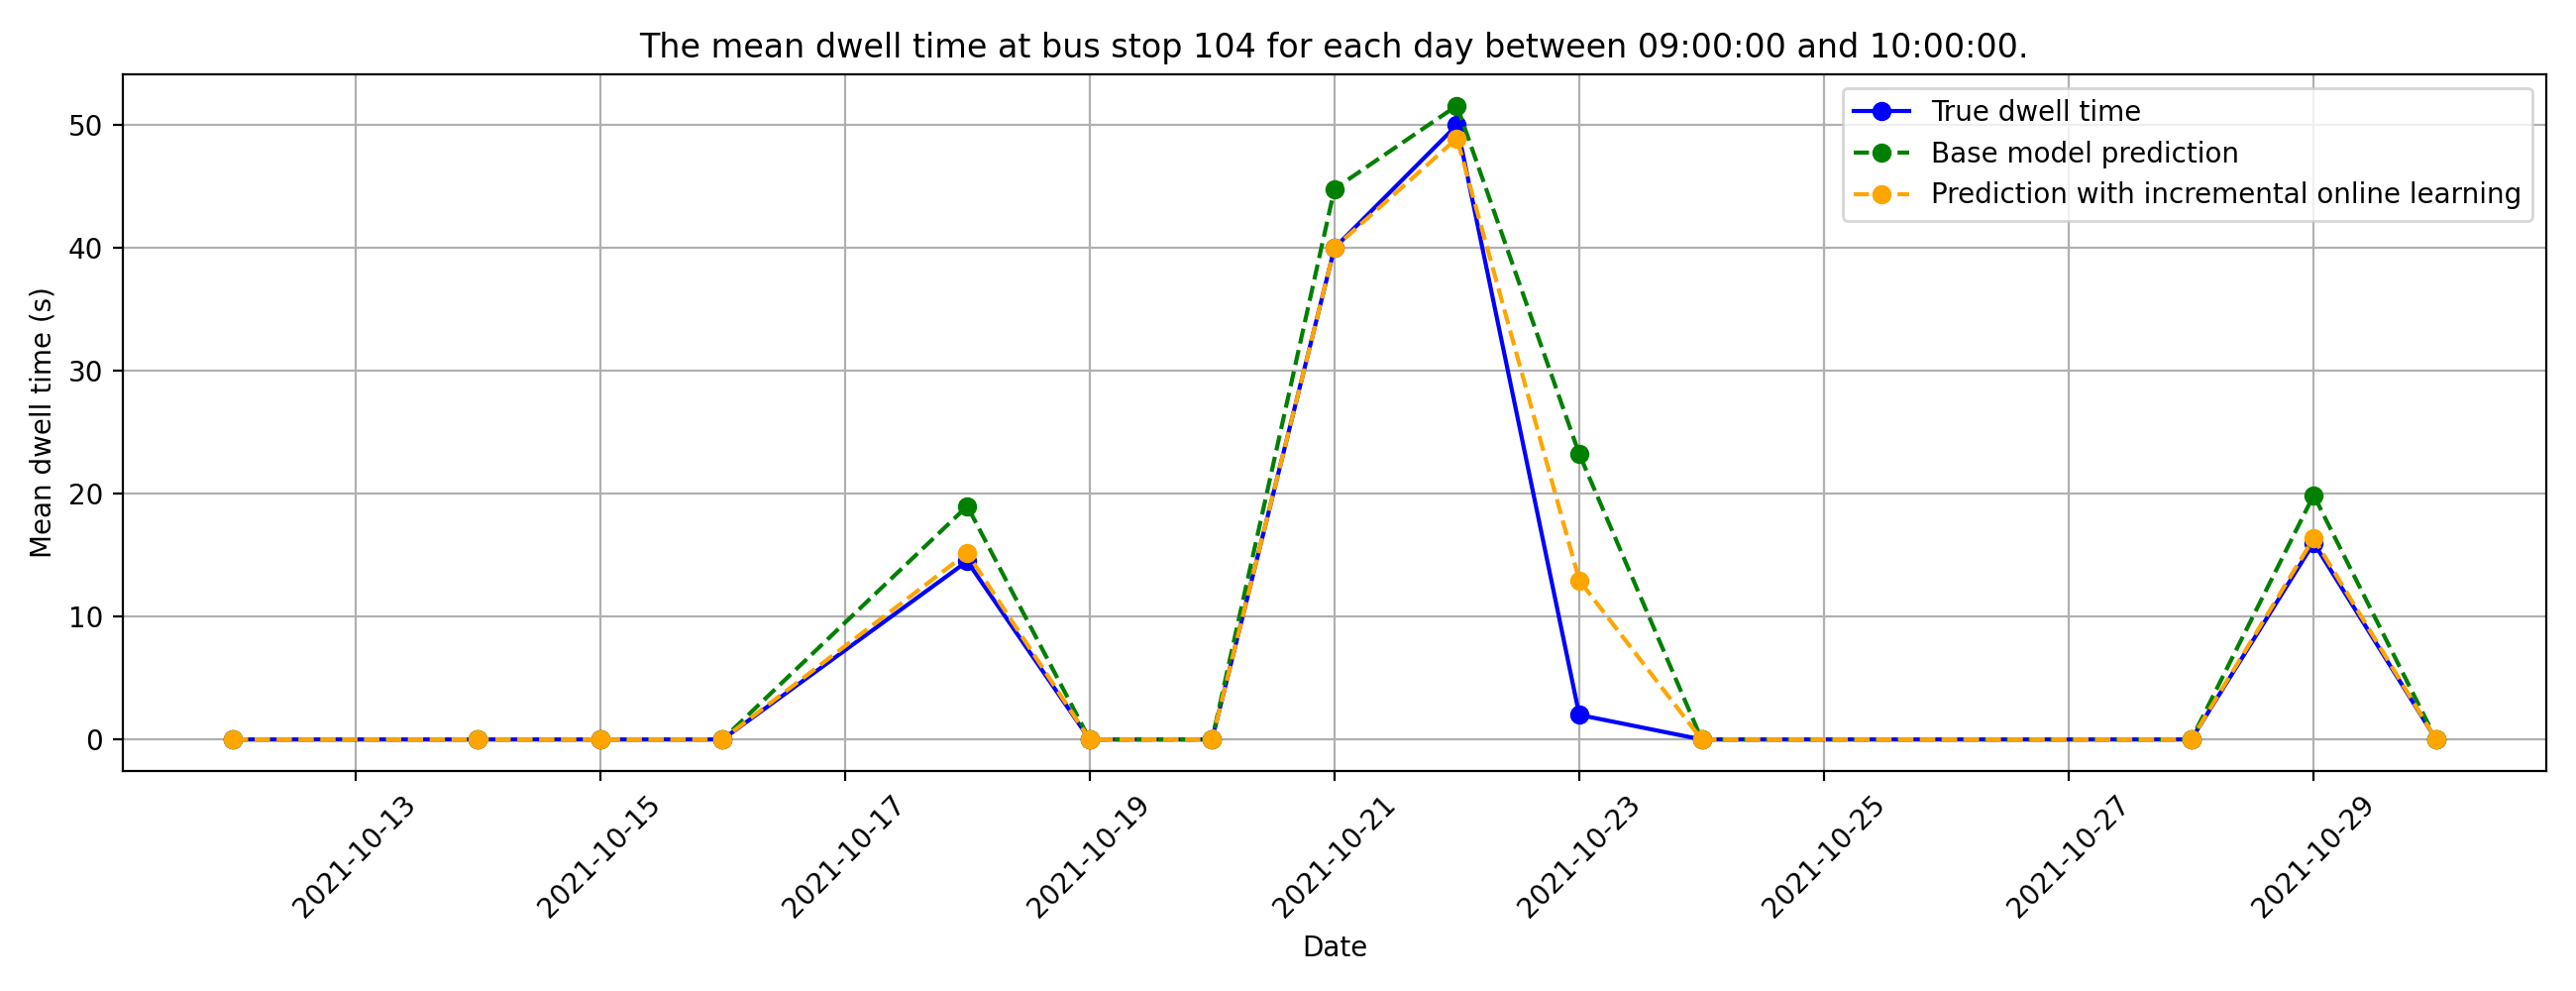 The mean dwell time at bus stop 104 for each day between 09:00:00 and 10:00:00.
True dwell time
Base model prediction
Prediction with incremental online learning
Mean dwell time (s)
50
40
30
20
10
0
2021-10-13
2021-10-15
2021-10-17
2021-10-19
2021-10-21
2021-10-23
2021-10-25
2021-10-27
2021-10-29
Date